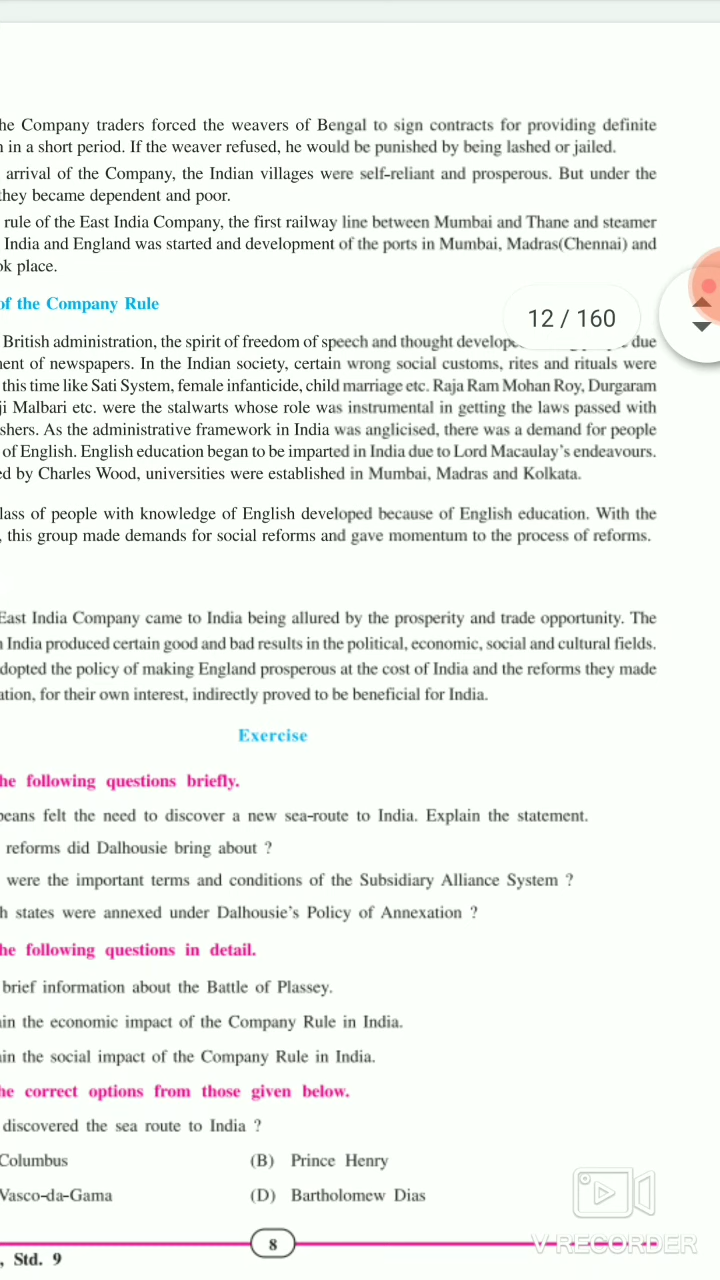 he Company traders forced the weavers of Bengal to sign contracts for providing definite
in a short period. If the weaver refused, he would be punished by being lashed or jailed.
arrival of the Company, the Indian villages were self-reliant and prosperous. But under the
they became dependent and poor.
rule of the East India Company, the first railway line between Mumbai and Thane and steamer
India and England was started and development of the ports in Mumbai, Madras(Chennai) and
ok place.
of the Company Rule
12 / 160
British administration, the spirit of freedom of speech and thought develope due
ent of newspapers. In the Indian society, certain wrong social customs, rites and rituals were
this time like Sati System, female infanticide, child marriage etc. Raja Ram Mohan Roy, Durgaram
ji Malbari etc. were the stalwarts whose role was instrumental in getting the laws passed with
shers. As the administrative framework in India was anglicised, there was a demand for people
of English. English education began to be imparted in India due to Lord Macaulay's endeavours.
ed by Charles Wood, universities were established in Mumbai, Madras and Kolkata.
lass of people with knowledge of English developed because of English education. With the
, this group made demands for social reforms and gave momentum to the process of reforms.
East India Company came to India being allured by the prosperity and trade opportunity. The
India produced certain good and bad results in the political, economic, social and cultural fields.
dopted the policy of making England prosperous at the cost of India and the reforms they made
ation, for their own interest, indirectly proved to be beneficial for India.
Exercise
he following questions briefly.
peans felt the need to discover a new sea-route to India. Explain the statement.
reforms did Dalhousie bring about ?
were the important terms and conditions of the Subsidiary Alliance System ?
h states were annexed under Dalhousie's Policy of Annexation ?
he following questions in detail.
brief information about the Battle of Plassey.
ain the economic impact of the Company Rule in India.
ain the social impact of the Company Rule in India.
he correct options from those given below.
discovered the sea route to India ?
Columbus (B) Prince Henry
Vasco-da-Gama (D) Bartholomew Dias
8
, Std. 9
V RECORDER